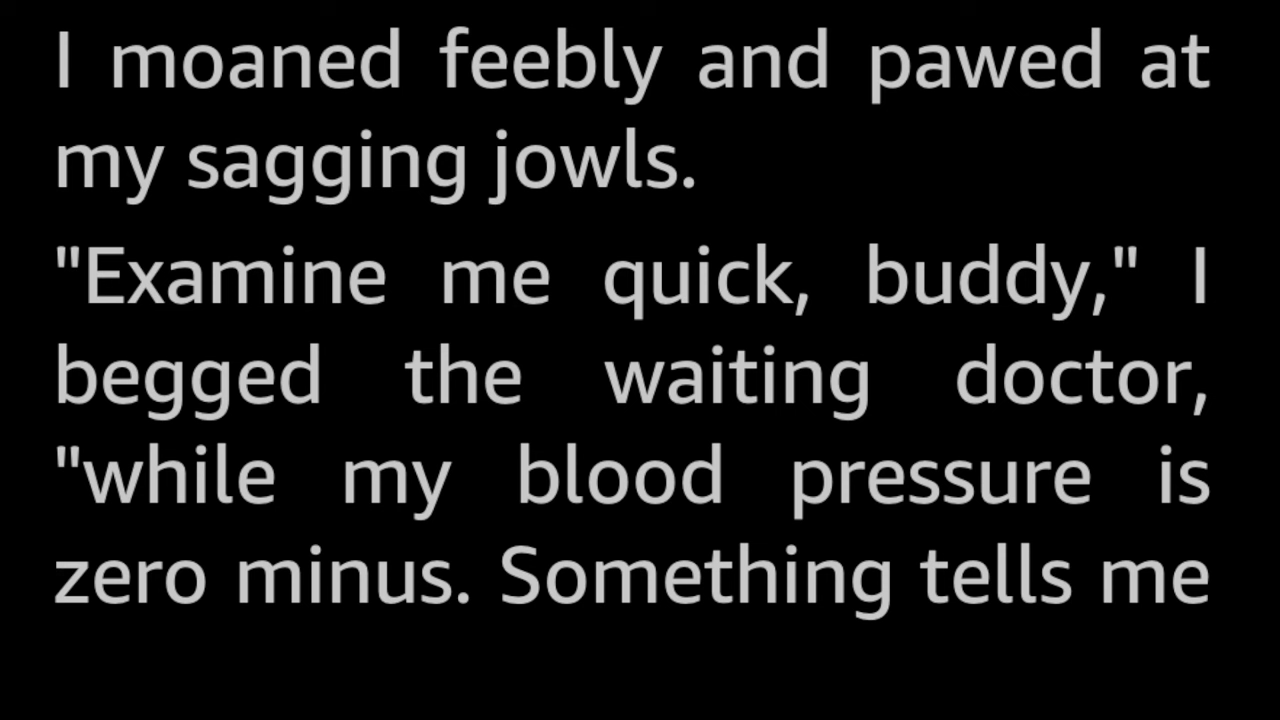 I moaned feebly and pawed at
my sagging jowls.
"Examine me quick, buddy," I
begged the waiting doctor,
"while my blood pressure is
zero minus. Something tells me